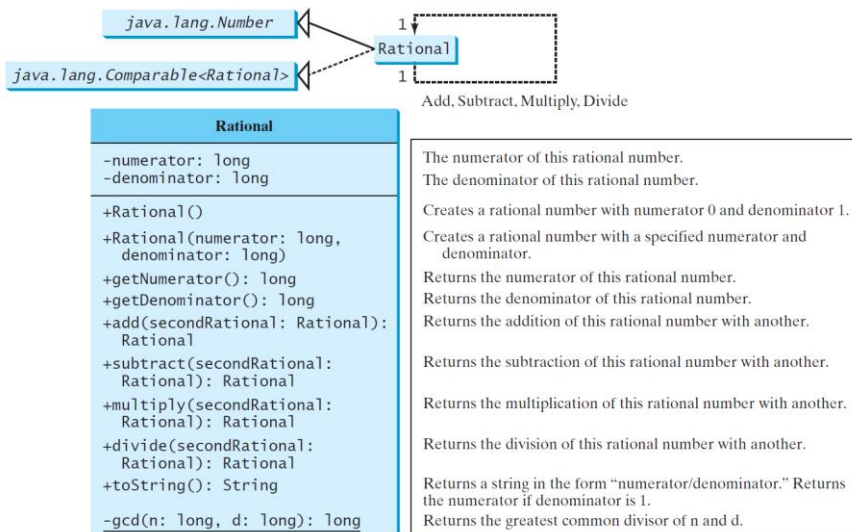 java.lang.Number
1
Rational
java.lang.Comparable<Rational>
1
Add, Subtract, Multiply, Divide
Rational
-numerator: long
The numerator of this rational number.
-denominator: long
The denominator of this rational number.
+Rational()
Creates a rational number with numerator 0 and denominator 1.
+Rational(numerator: long,
denominator: long)
Creates a rational number with a specified numerator and
denominator.
+getNumerator(): long
Returns the numerator of this rational number.
+getDenominator(): long
Returns the denominator of this rational number.
+add(secondRational: Rational):
Rational
Returns the addition of this rational number with another.
+subtract(secondRational:
Rational): Rational
Returns the subtraction of this rational number with another.
+multiply(secondRational:
Rational): Rational
Returns the multiplication of this rational number with another.
+divide(secondRational:
Rational): Rational
Returns the division of this rational number with another.
+toString(): String
Returns a string in the form “numerator/denominator.” Returns
the numerator if denominator is 1.
-gcd(n: long, d: long): long
Returns the greatest common divisor of n and d.